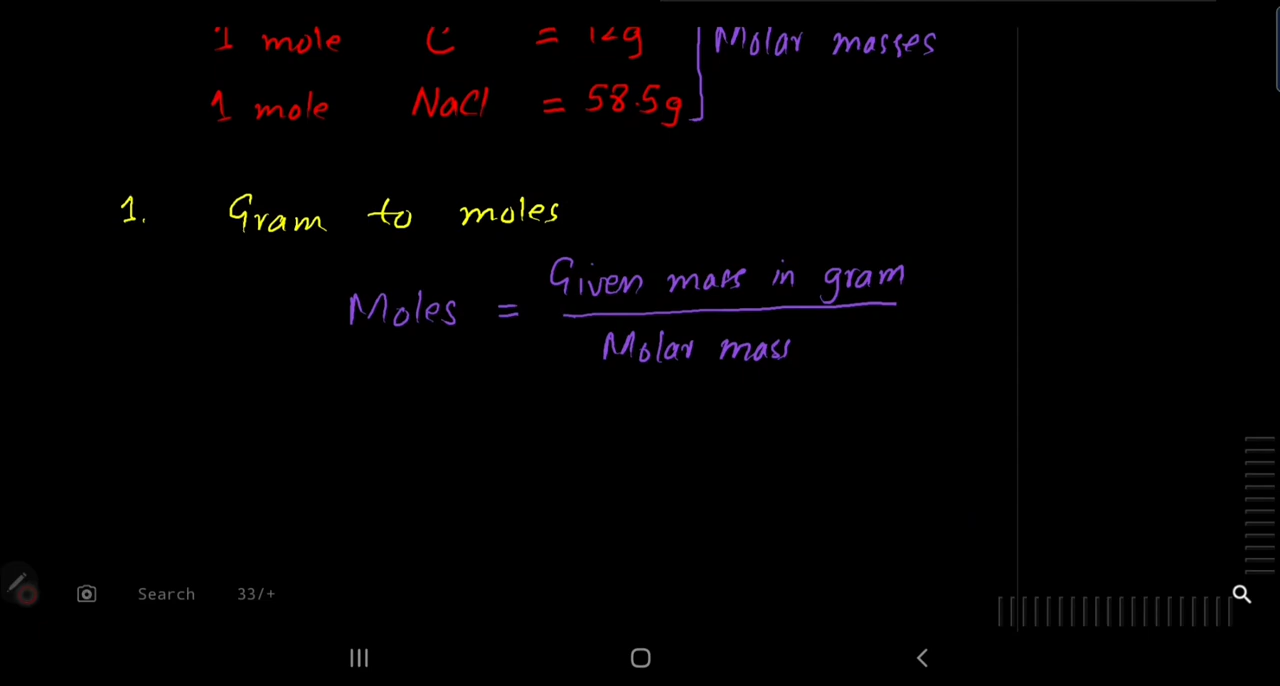 1 mole C = 12g Molar masses
1 mole NaCl = 58.5g
1. Gram to moles
Moles = Given mass in gram
Molar mass
Search 33/+